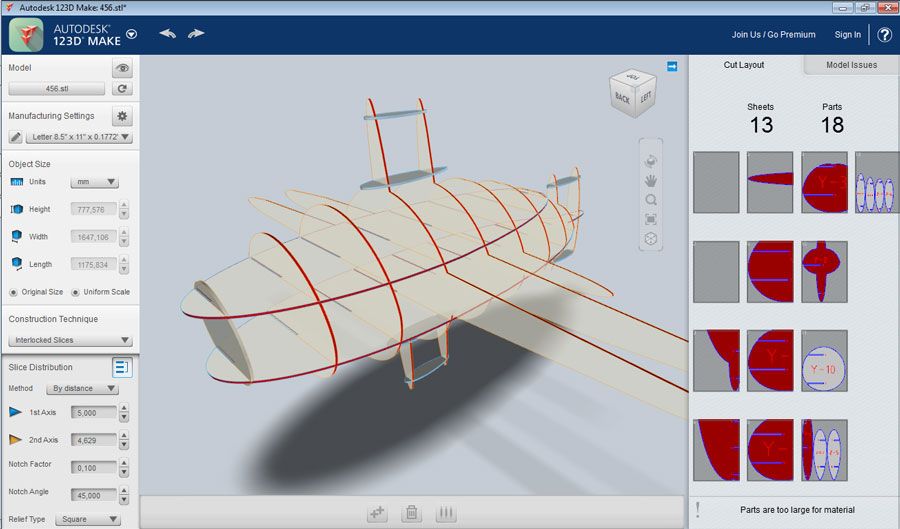 Autodesk 123D Make: 456.stl*
AUTODESK
123D® MAKE
Join Us / Go Premium
Sign In
?
Model
456.stl
Manufacturing Settings
Letter 8.5" x 11" x 0.1772"
Object Size
Units
mm
Height
777,576
Width
1647,106
Length
1175,834
Original Size
Uniform Scale
Construction Technique
Interlocked Slices
Slice Distribution
Method
By distance
1st Axis
5,000
2nd Axis
4,629
Notch Factor
0,100
Notch Angle
45,000
Relief Type
Square
TOP
BACK
LEFT
Cut Layout
Model Issues
Sheets
Parts
13
18
Y-10
!
Parts are too large for material